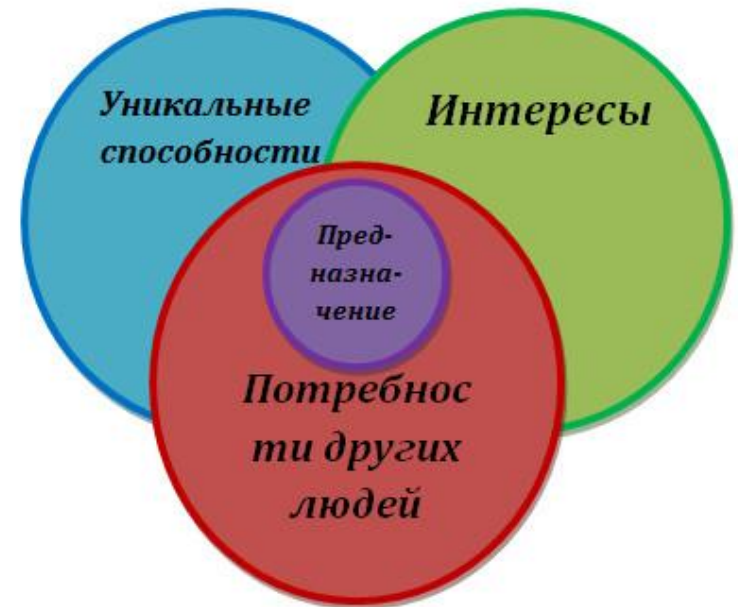 Уникальные
способности
Интересы
Пред-
назна-
чение
Потребнос
ти других
людей